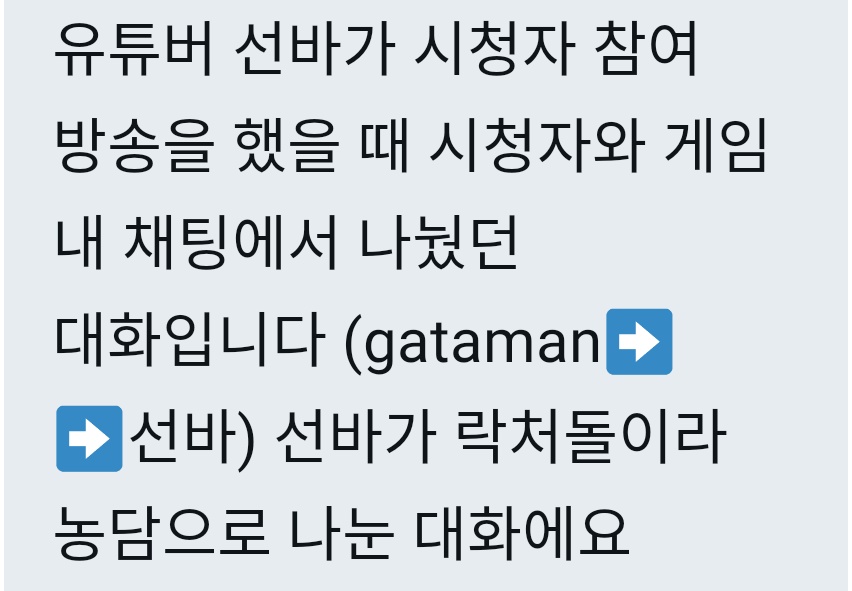 유튜버 선바가 시청자 참여
방송을 했을 때 시청자와 게임
내 채팅에서 나눴던
대화입니다 (gataman➡️
➡️선바) 선바가 락처돌이라
농담으로 나눈 대화에요